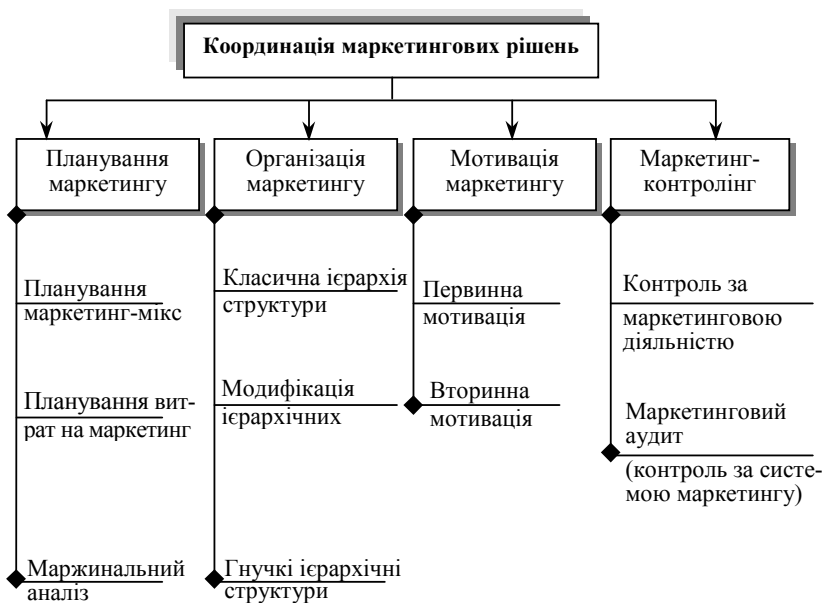 Координація маркетингових рішень
Планування
маркетингу
Організація
маркетингу
Мотивація
маркетингу
Маркетинг-
контролінг
Планування
маркетинг-мікс
Планування вит-
рат на маркетинг
Маржинальний
аналіз
Класична ієрархія
структури
Модифікація
ієрархічних
Гнучкі ієрархічні
структури
Первинна
мотивація
Вторинна
мотивація
Контроль за
маркетинговою
діяльністю
Маркетинговий
аудит
(контроль за систе-
мою маркетингу)